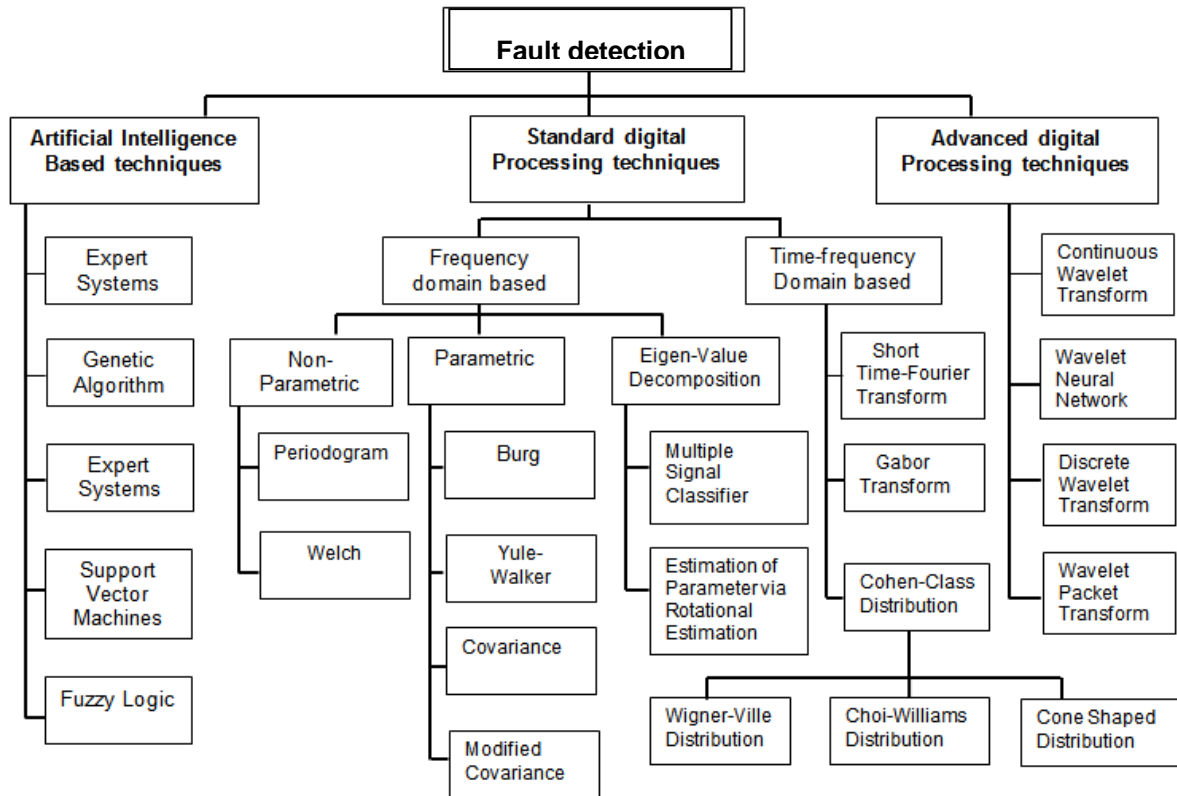 Fault detection
Artificial Intelligence
Based techniques
Standard digital
Processing techniques
Advanced digital
Processing techniques
Expert
Systems
Genetic
Algorithm
Expert
Systems
Support
Vector
Machines
Fuzzy Logic
Frequency
domain based
Time-frequency
Domain based
Non-
Parametric
Periodogram
Welch
Parametric
Burg
Yule-
Walker
Covariance
Modified
Covariance
Eigen-Value
Decomposition
Multiple
Signal
Classifier
Estimation of
Parameter via
Rotational
Estimation
Short
Time-Fourier
Transform
Gabor
Transform
Cohen-Class
Distribution
Wigner-Ville
Distribution
Choi-Williams
Distribution
Cone Shaped
Distribution
Continuous
Wavelet
Transform
Wavelet
Neural
Network
Discrete
Wavelet
Transform
Wavelet
Packet
Transform